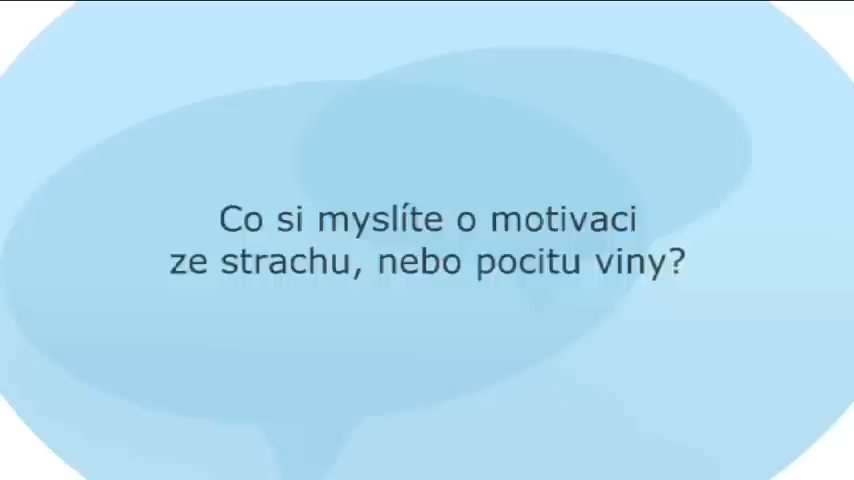 Co si myslíte o motivaci
ze strachu, nebo pocitu viny?